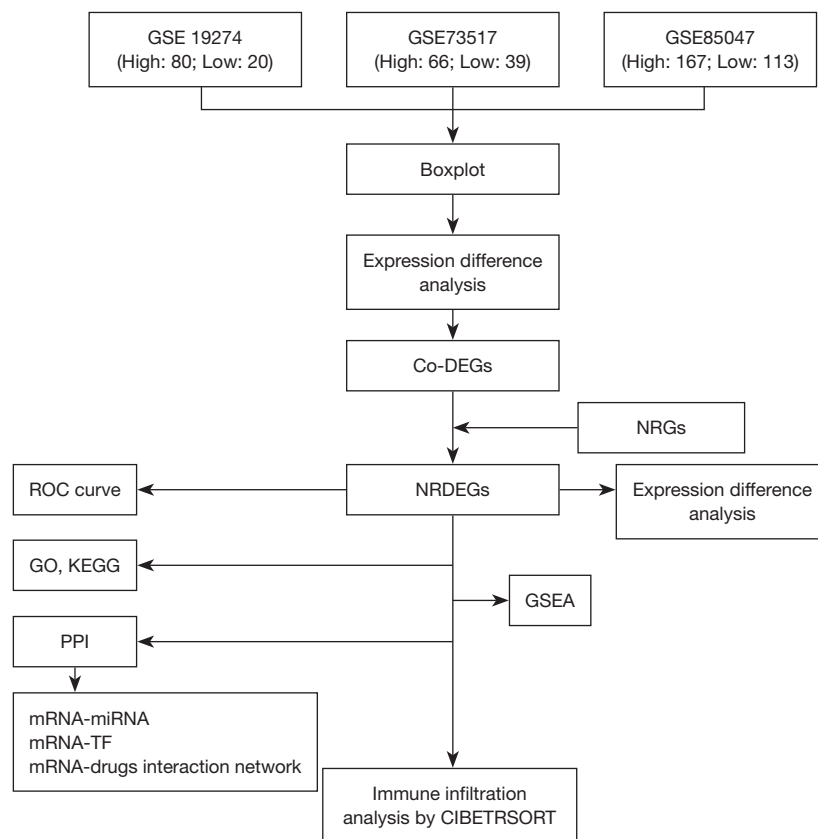 GSE 19274
(High: 80; Low: 20)
GSE73517
(High: 66; Low: 39)
GSE85047
(High: 167; Low: 113)
Boxplot
Expression difference
analysis
Co-DEGs
NRGs
ROC curve
NRDEGs
Expression difference
analysis
GO, KEGG
GSEA
PPI
mRNA-miRNA
mRNA-TF
mRNA-drugs interaction network
Immune infiltration
analysis by CIBETRSORT